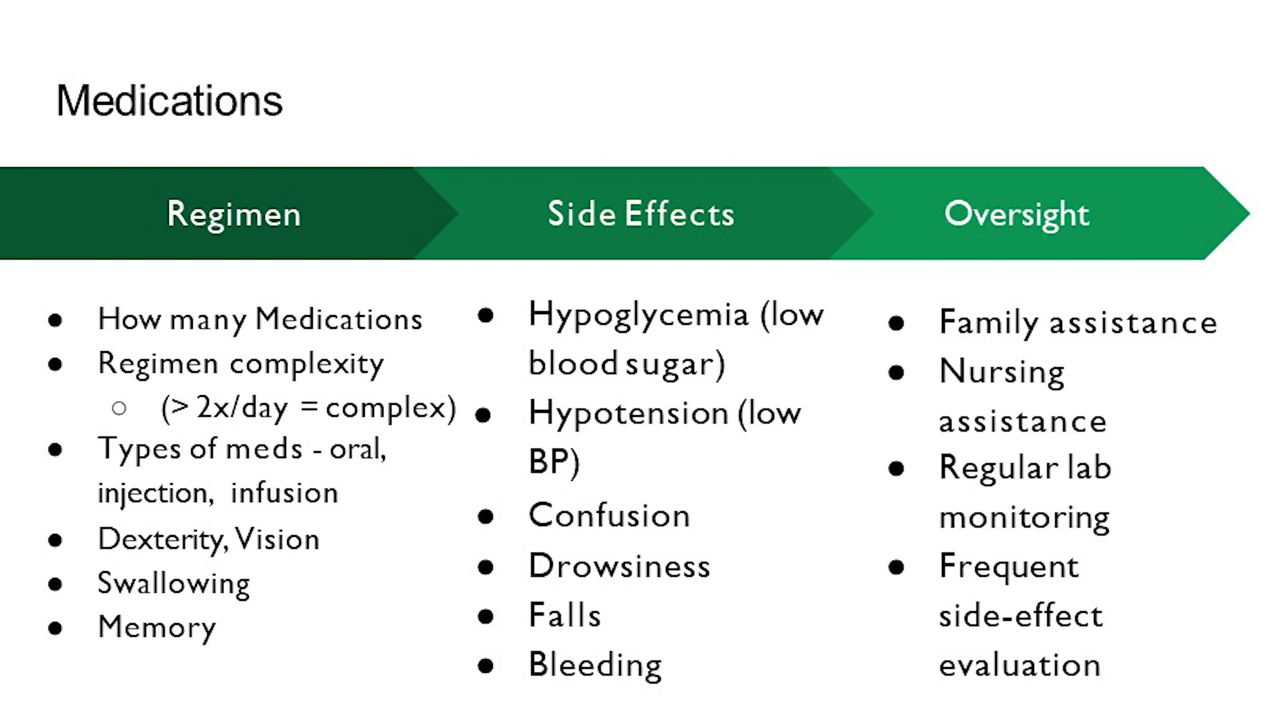 Medications
Regimen
Side Effects
Oversight
● How many Medications
● Regimen complexity
○ (> 2x/day = complex)
● Types of meds - oral,
injection, infusion
● Dexterity, Vision
● Swallowing
● Memory
● Hypoglycemia (low
blood sugar)
● Hypotension (low
BP)
● Confusion
● Drowsiness
● Falls
● Bleeding
● Family assistance
● Nursing
assistance
● Regular lab
monitoring
● Frequent
side-effect
evaluation